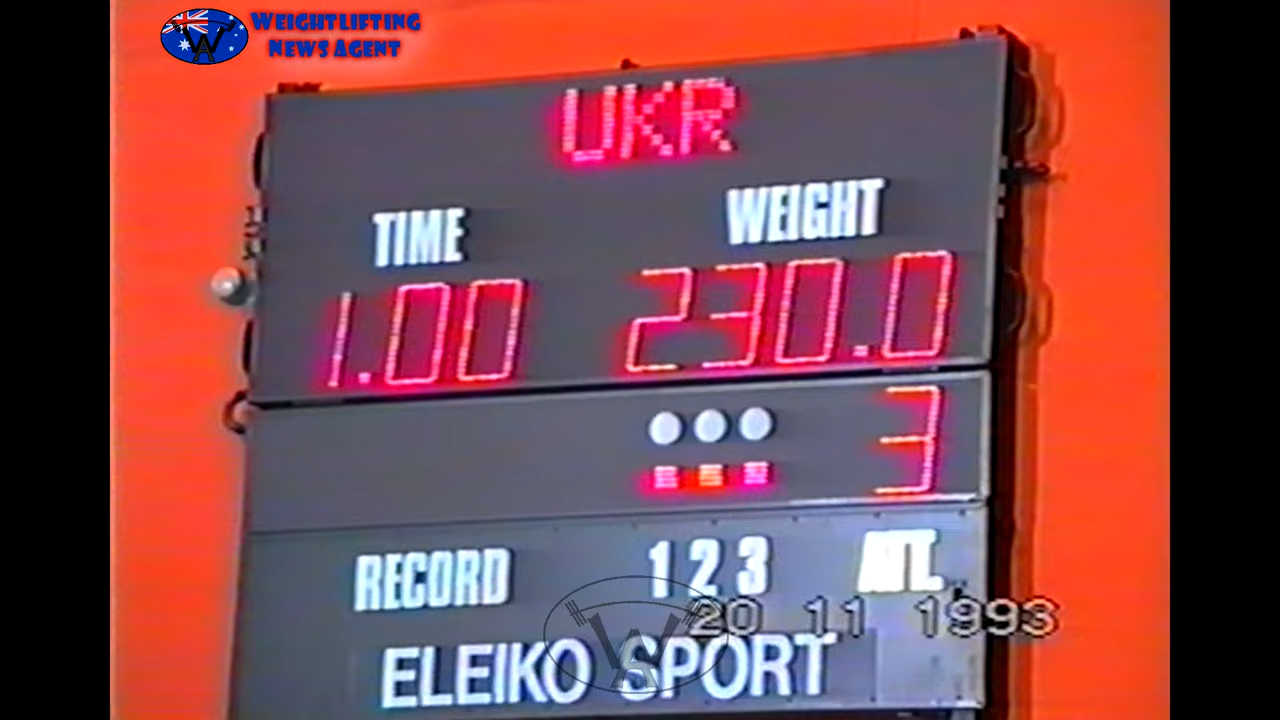 WEIGHTLIFTING
NEWS AGENT
UKR
TIME WEIGHT
1.00 230.0
3
RECORD 1 2 3 ATT.
20 11 1993
ELEIKO SPORT